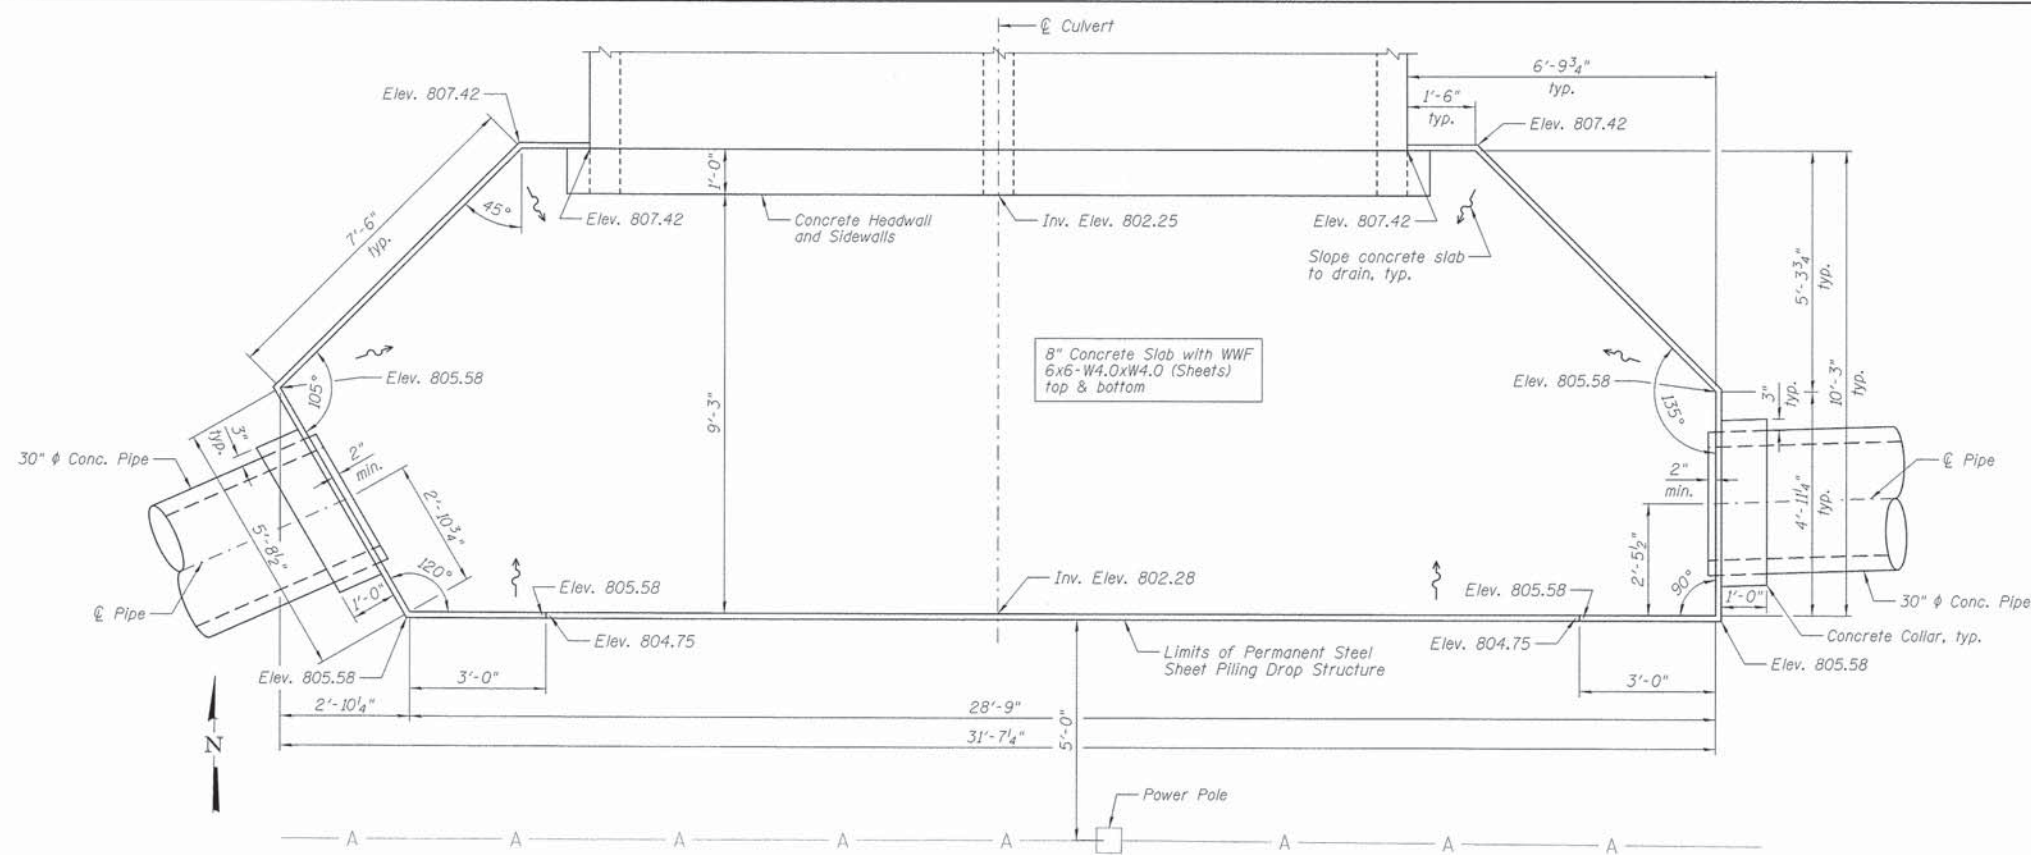 ℄ Culvert
6'-9¾"
typ.
Elev. 807.42
1'-6"
typ.
Elev. 807.42
1'-0"
45°
Elev. 807.42
Concrete Headwall
and Sidewalls
Inv. Elev. 802.25
Elev. 807.42
Slope concrete slab
to drain, typ.
7'-6"
typ.
5'-3¾"
typ.
10'-3"
typ.
8" Concrete Slab with WWF
6x6-W4.0xW4.0 (Sheets)
top & bottom
Elev. 805.58
105°
9'-3"
Elev. 805.58
135°
3"
typ.
3"
typ.
30" ϕ Conc. Pipe
2"
min.
2'-10¾"
5'-8½"
2"
min.
4'-11¼"
typ.
℄ Pipe
2'-5½"
120°
1'-0"
℄ Pipe
Elev. 805.58
Elev. 804.75
Inv. Elev. 802.28
Elev. 805.58
Elev. 804.75
90°
1'-0"
30" ϕ Conc. Pipe
Concrete Collar, typ.
Elev. 805.58
Limits of Permanent Steel
Sheet Piling Drop Structure
Elev. 805.58
3'-0"
3'-0"
2'-10¼"
28'-9"
31'-7¼"
5'-0"
N
Power Pole
A A A A A A A A